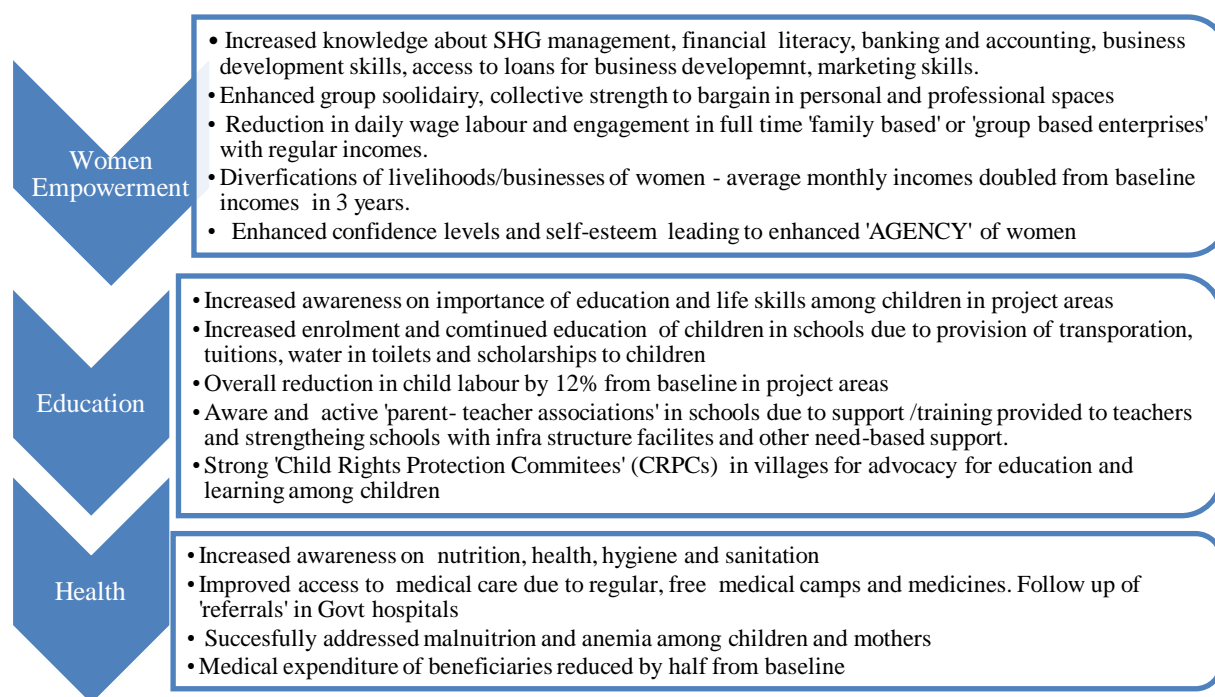 Women
Empowerment
• Increased knowledge about SHG management, financial literacy, banking and accounting, business
development skills, access to loans for business developemnt, marketing skills.
• Enhanced group soolidairy, collective strength to bargain in personal and professional spaces
• Reduction in daily wage labour and engagement in full time 'family based' or 'group based enterprises'
with regular incomes.
• Diverfications of livelihoods/businesses of women - average monthly incomes doubled from baseline
incomes in 3 years.
• Enhanced confidence levels and self-esteem leading to enhanced 'AGENCY' of women
Education
• Increased awareness on importance of education and life skills among children in project areas
• Increased enrolment and comtinued education of children in schools due to provision of transporation,
tuitions, water in toilets and scholarships to children
• Overall reduction in child labour by 12% from baseline in project areas
• Aware and active 'parent- teacher associations' in schools due to support /training provided to teachers
and strengtheing schools with infra structure facilites and other need-based support.
• Strong 'Child Rights Protection Commitees' (CRPCs) in villages for advocacy for education and
learning among children
Health
• Increased awareness on nutrition, health, hygiene and sanitation
• Improved access to medical care due to regular, free medical camps and medicines. Follow up of
'referrals' in Govt hospitals
• Succesfully addressed malnuitrion and anemia among children and mothers
• Medical expenditure of beneficiaries reduced by half from baseline